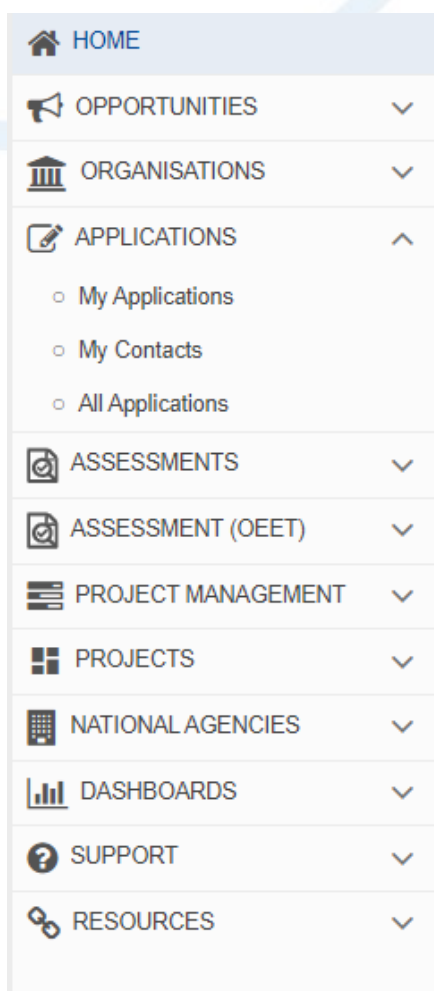 HOME
OPPORTUNITIES
ORGANISATIONS
APPLICATIONS
My Applications
My Contacts
All Applications
ASSESSMENTS
ASSESSMENT (OEET)
PROJECT MANAGEMENT
PROJECTS
NATIONAL AGENCIES
DASHBOARDS
SUPPORT
RESOURCES